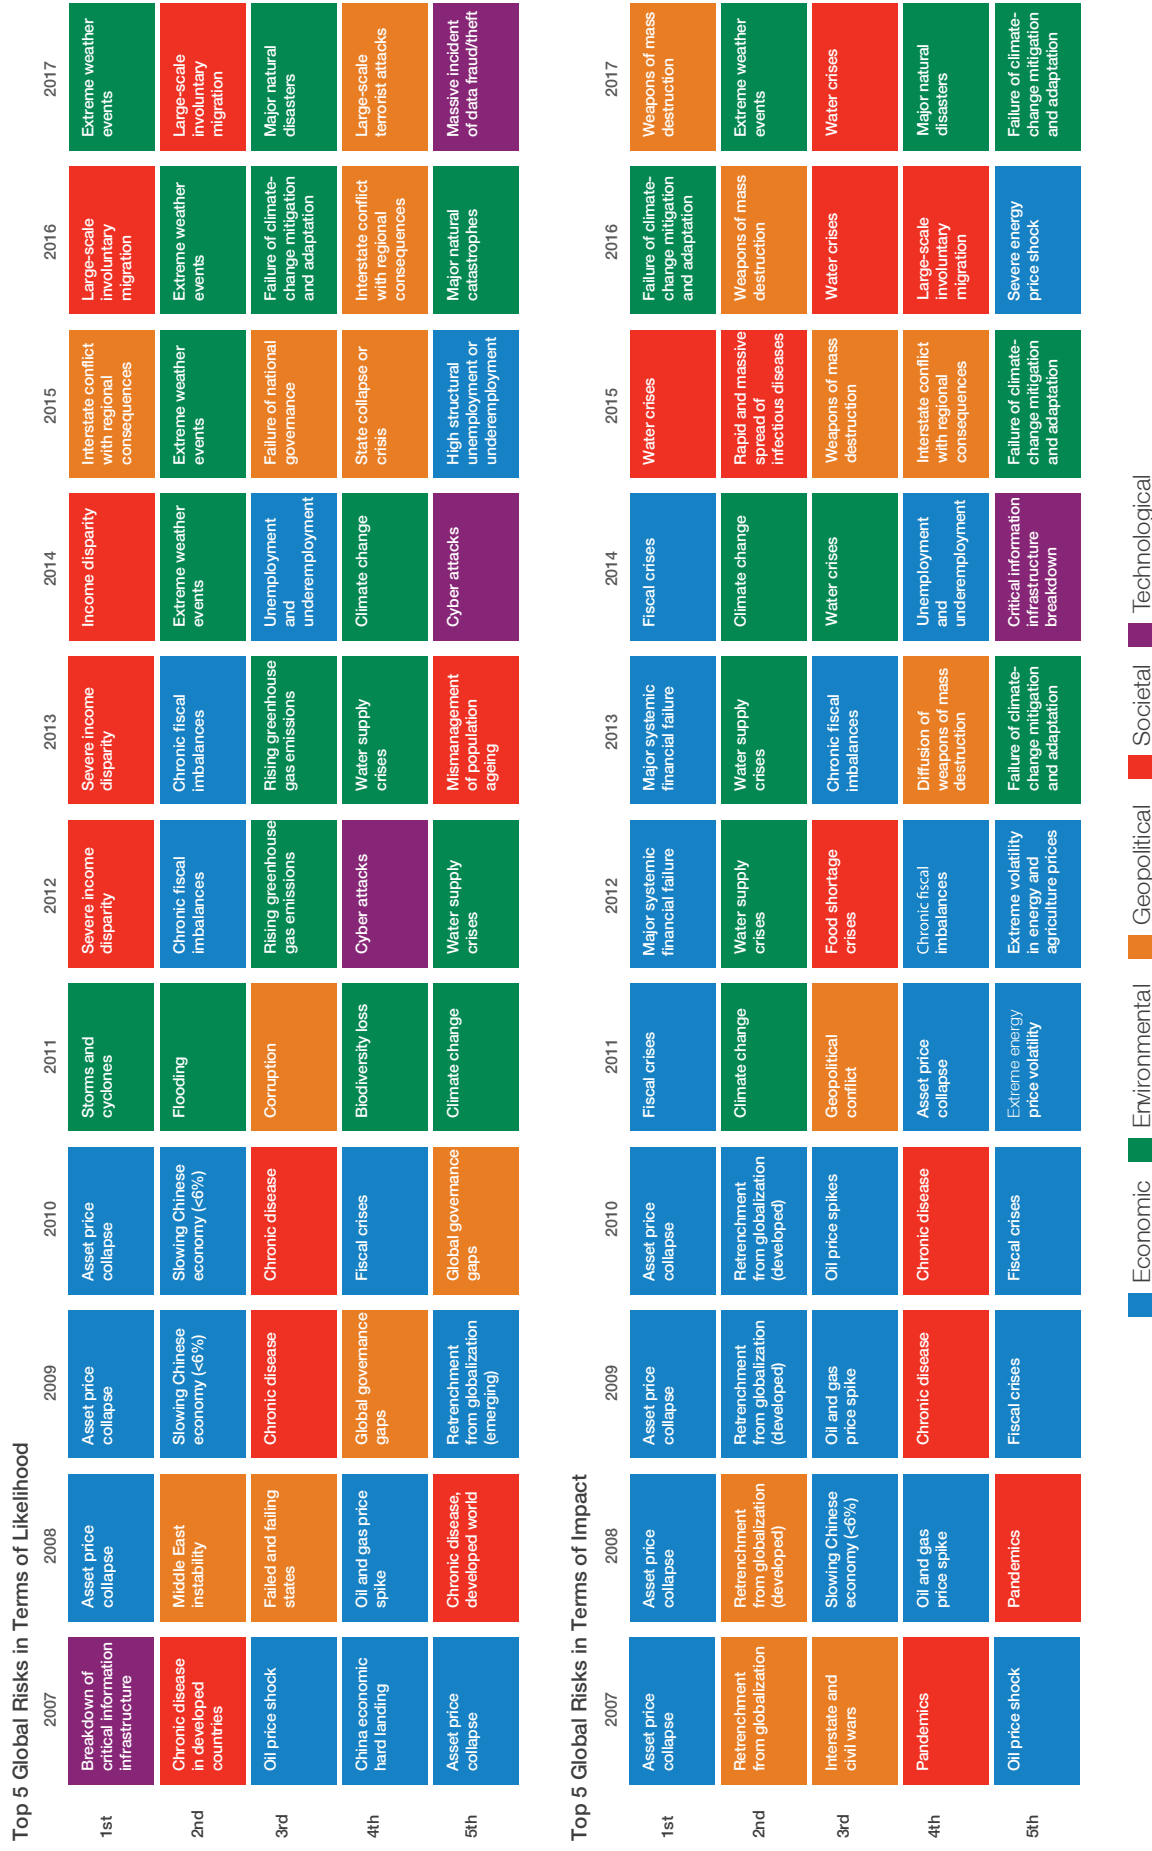 Top 5 Global Risks in Terms of Likelihood
2007
2008
2009
2010
2011
2012
2013
2014
2015
2016
2017
1st
Breakdown of
critical information
infrastructure
Asset price
collapse
Asset price
collapse
Asset price
collapse
Storms and
cyclones
Severe income
disparity
Severe income
disparity
Income disparity
Interstate conflict
with regional
consequences
Large-scale
involuntary
migration
Extreme weather
events
2nd
Chronic disease
in developed
countries
Middle East
instability
Slowing Chinese
economy (<6%)
Slowing Chinese
economy (<6%)
Flooding
Chronic fiscal
imbalances
Chronic fiscal
imbalances
Extreme weather
events
Extreme weather
events
Extreme weather
events
Large-scale
involuntary
migration
3rd
Oil price shock
Failed and failing
states
Chronic disease
Chronic disease
Corruption
Rising greenhouse
gas emissions
Rising greenhouse
gas emissions
Unemployment
and
underemployment
Failure of national
governance
Failure of climate-
change mitigation
and adaptation
Major natural
disasters
4th
China economic
hard landing
Oil and gas price
spike
Global governance
gaps
Fiscal crises
Biodiversity loss
Cyber attacks
Water supply
crises
Climate change
State collapse or
crisis
Interstate conflict
with regional
consequences
Large-scale
terrorist attacks
5th
Asset price
collapse
Chronic disease,
developed world
Retrenchment
from globalization
(emerging)
Global governance
gaps
Climate change
Water supply
crises
Mismanagement
of population
ageing
Cyber attacks
High structural
unemployment or
underemployment
Major natural
catastrophes
Massive incident
of data fraud/theft
Top 5 Global Risks in Terms of Impact
2007
2008
2009
2010
2011
2012
2013
2014
2015
2016
2017
1st
Asset price
collapse
Asset price
collapse
Asset price
collapse
Asset price
collapse
Fiscal crises
Major systemic
financial failure
Major systemic
financial failure
Fiscal crises
Water crises
Failure of climate-
change mitigation
and adaptation
Weapons of mass
destruction
2nd
Retrenchment
from globalization
Retrenchment
from globalization
(developed)
Retrenchment
from globalization
(developed)
Retrenchment
from globalization
(developed)
Climate change
Water supply
crises
Water supply
crises
Climate change
Rapid and massive
spread of
infectious diseases
Weapons of mass
destruction
Extreme weather
events
3rd
Interstate and
civil wars
Slowing Chinese
economy (<6%)
Oil and gas
price spike
Oil price spikes
Geopolitical
conflict
Food shortage
crises
Chronic fiscal
imbalances
Water crises
Weapons of mass
destruction
Water crises
Water crises
4th
Pandemics
Oil and gas
price spike
Chronic disease
Chronic disease
Asset price
collapse
Chronic fiscal
imbalances
Diffusion of
weapons of mass
destruction
Unemployment
and
underemployment
Interstate conflict
with regional
consequences
Large-scale
involuntary
migration
Major natural
disasters
5th
Oil price shock
Pandemics
Fiscal crises
Fiscal crises
Extreme energy
price volatility
Extreme volatility
in energy and
agriculture prices
Failure of climate-
change mitigation
and adaptation
Critical information
infrastructure
breakdown
Failure of climate-
change mitigation
and adaptation
Severe energy
price shock
Failure of climate-
change mitigation
and adaptation
Economic
Environmental
Geopolitical
Societal
Technological